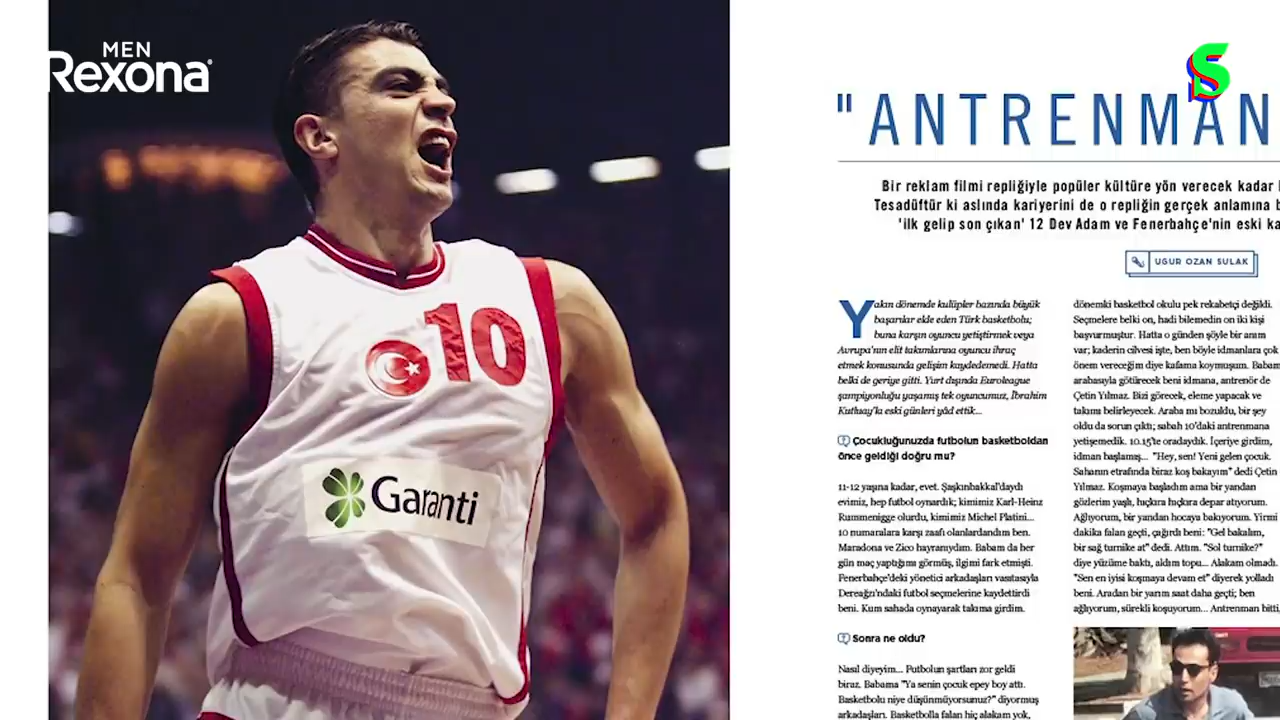 MEN
Rexona
S
10
Garanti
"ANTRENMAN
Bir reklam filmi repliğiyle popüler kültüre yön verecek kadar
Tesadüftür ki aslında kariyerini de o repliğin gerçek anlamına
'ilk gelip son çıkan' 12 Dev Adam ve Fenerbahçe'nin eski
UGUR OZAN SULAK
Yakın dönemde kulüpler bazında büyük
başarılar elde eden Türk basketbolu;
buna karşın oyuncu yetiştirmek veya
Avrupa'nın elit takımlarına oyuncu ihraç
etmek konusunda gelişim kaydedemedi. Hatta
belki de geriye gitti. Yurt dışında Euroleague
şampiyonluğu yaşamış tek oyuncumuz, İbrahim
Kutluay'la eski günleri yâd ettik...
Çocukluğunuzda futbolun basketboldan
önce geldiği doğru mu?
11-12 yaşına kadar, evet. Şaşkınbakkal'daydı
evimiz, hep futbol oynardık; kimimiz Karl-Heinz
Rummenigge olurdu, kimimiz Michel Platini...
10 numaralara karşı zaafı olanlardandım ben.
Maradona ve Zico hayranıydım. Babam da her
gün maç yaptığımı görmüş, ilgimi fark etmişti.
Fenerbahçe'deki yönetici arkadaşları vasıtasıyla
Dereağzı'ndaki futbol seçmelerine kaydettirdi
beni. Kum sahada oynayarak takıma girdim.
Sonra ne oldu?
Nasıl diyeyim... Futbolun şartları zor geldi
biraz. Babama "Ya senin çocuk epey boy attı.
Basketbolu niye düşünmüyorsunuz?" diyormuş
arkadaşları. Basketbolla falan hiç alakam yok,
dönemki basketbol okulu pek rekabetçi değildi.
Seçmelere belki on, hadi bilemedin on iki kişi
başvurmuştur. Hatta o günden şöyle bir anım
var; kaderin cilvesi işte, ben böyle idmanlara çok
önem vereceğim diye kafama koymuşum. Babam
arabasıyla götürecek beni idmana, antrenör de
Çetin Yılmaz. Bizi görecek, eleme yapacak ve
takımı belirleyecek. Araba mı bozuldu, bir şey
oldu da sorun çıktı; sabah 10'daki antrenmana
yetişemedik. 10.15'te oradaydık. İçeriye girdim,
idman başlamış... "Hey, sen! Yeni gelen çocuk.
Sahanın etrafında biraz koş bakayım" dedi Çetin
Yılmaz. Koşmaya başladım ama bir yandan
gözlerim yaşlı, hıçkıra hıçkıra depar atıyorum.
Ağlıyorum, bir yandan hocaya bakıyorum. Yirmi
dakika falan geçti, çağırdı beni: "Gel bakalım,
bir sağ turnike at" dedi. Attım. "Sol turnike?"
diye yüzüme baktı, aldım topu... Alakam olmadı.
"Sen en iyisi koşmaya devam et" diyerek yolladı
beni. Aradan bir yarım saat daha geçti; ben
ağlıyorum, sürekli koşuyorum... Antrenman bitti,